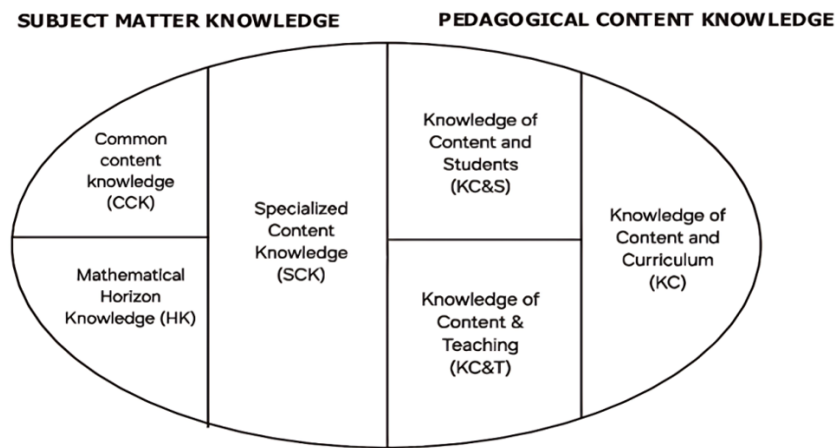 SUBJECT MATTER KNOWLEDGE
PEDAGOGICAL CONTENT KNOWLEDGE
Common
content
knowledge
(CCK)
Mathematical
Horizon
Knowledge (HK)
Specialized
Content
Knowledge
(SCK)
Knowledge of
Content and
Students
(KC&S)
Knowledge of
Content &
Teaching
(KC&T)
Knowledge of
Content and
Curriculum
(KC)